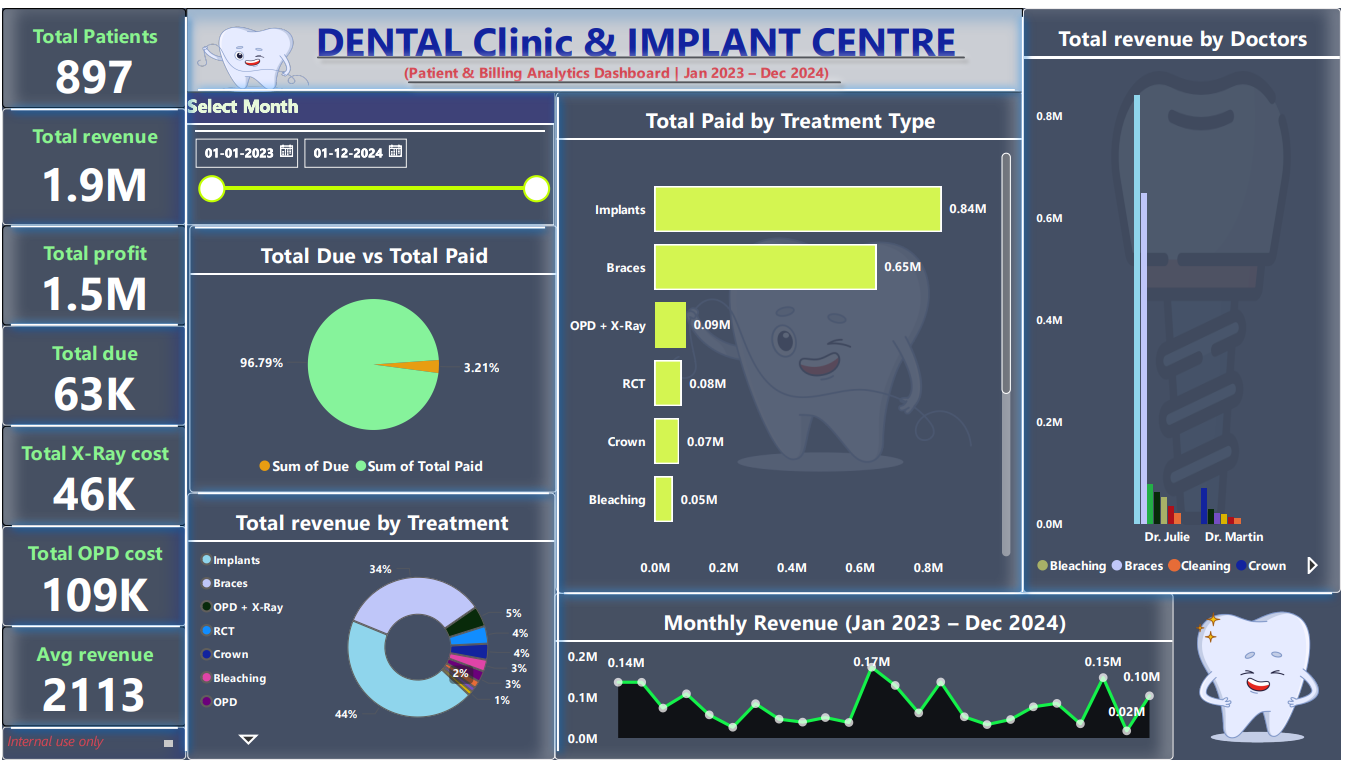 Total Patients
897
Total revenue
1.9M
Total profit
1.5M
Total due
63K
Total X-Ray cost
46K
Total OPD cost
109K
Avg revenue
2113
Internal use only
DENTAL Clinic & IMPLANT CENTRE
(Patient & Billing Analytics Dashboard | Jan 2023 – Dec 2024)
Select Month
01-01-2023 01-12-2024
Total Due vs Total Paid
96.79%
3.21%
Sum of Due Sum of Total Paid
Total revenue by Treatment
Implants
Braces
OPD + X-Ray
RCT
Crown
Bleaching
OPD
34%
5%
4%
4%
3%
2%
3%
1%
44%
Total Paid by Treatment Type
Implants 0.84M
Braces 0.65M
OPD + X-Ray 0.09M
RCT 0.08M
Crown 0.07M
Bleaching 0.05M
0.0M 0.2M 0.4M 0.6M 0.8M
Total revenue by Doctors
0.8M
0.6M
0.4M
0.2M
0.0M
Dr. Julie Dr. Martin
Bleaching Braces Cleaning Crown
Monthly Revenue (Jan 2023 – Dec 2024)
0.2M
0.1M
0.0M
0.14M
0.17M
0.15M
0.10M
0.02M